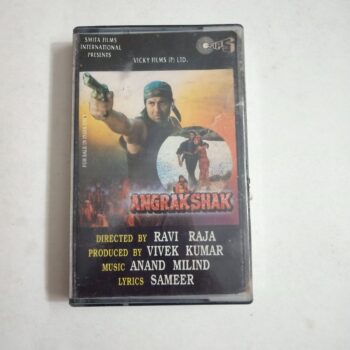 SMITA FILMS
INTERNATIONAL
PRESENTS
VICKY FILMS (P) LTD.
TIPS
ANGRAKSHAK
DIRECTED BY RAVI RAJA
PRODUCED BY VIVEK KUMAR
MUSIC ANAND MILIND
LYRICS SAMEER